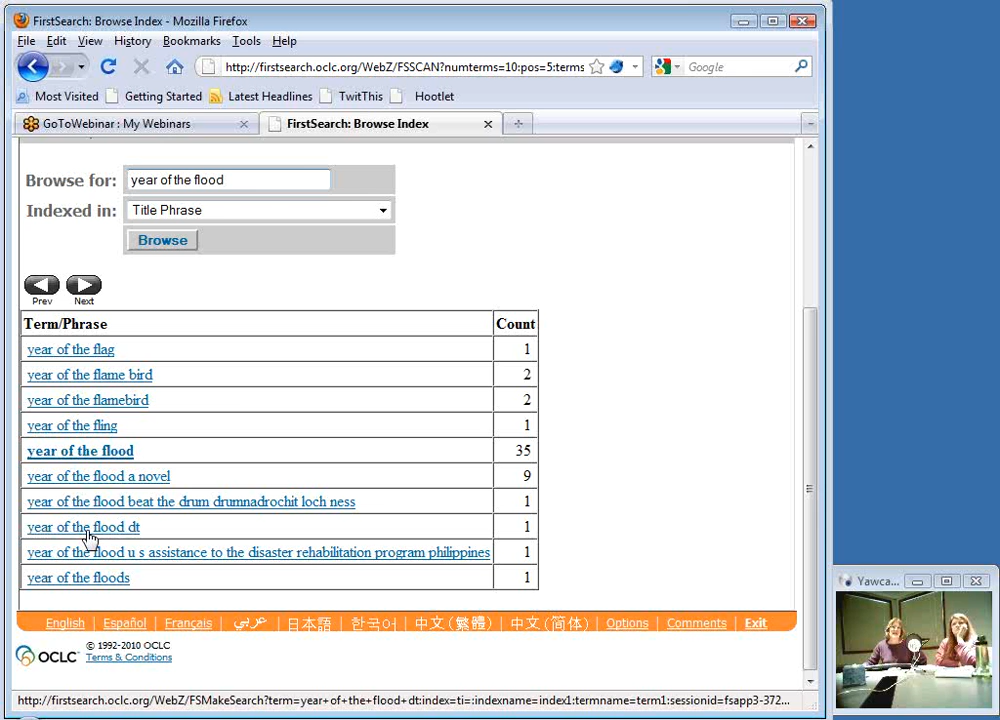 FirstSearch: Browse Index - Mozilla Firefox
File Edit View History Bookmarks Tools Help
http://firstsearch.oclc.org/WebZ/FSSCAN?numterms=10:pos=5:terms
Google
Most Visited Getting Started Latest Headlines TwitThis Hootlet
GoToWebinar : My Webinars
FirstSearch: Browse Index
Browse for: year of the flood
Indexed in: Title Phrase
Browse
Prev Next
Term/Phrase Count
year of the flag 1
year of the flame bird 2
year of the flamebird 2
year of the fling 1
year of the flood 35
year of the flood a novel 9
year of the flood beat the drum drumnadrochit loch ness 1
year of the flood dt 1
year of the flood u s assistance to the disaster rehabilitation program philippines 1
year of the floods 1
English | Español | Français | عربي | 日本語 | 한국어 | 中文(繁體) | 中文(简体) | Options | Comments | Exit
OCLC
© 1992-2010 OCLC
Terms & Conditions
http://firstsearch.oclc.org/WebZ/FSMakeSearch?term=year+of+the+flood+dt:index=ti=:indexname=index1:termname=term1:sessionid=fsapp3-372...
Yawca...